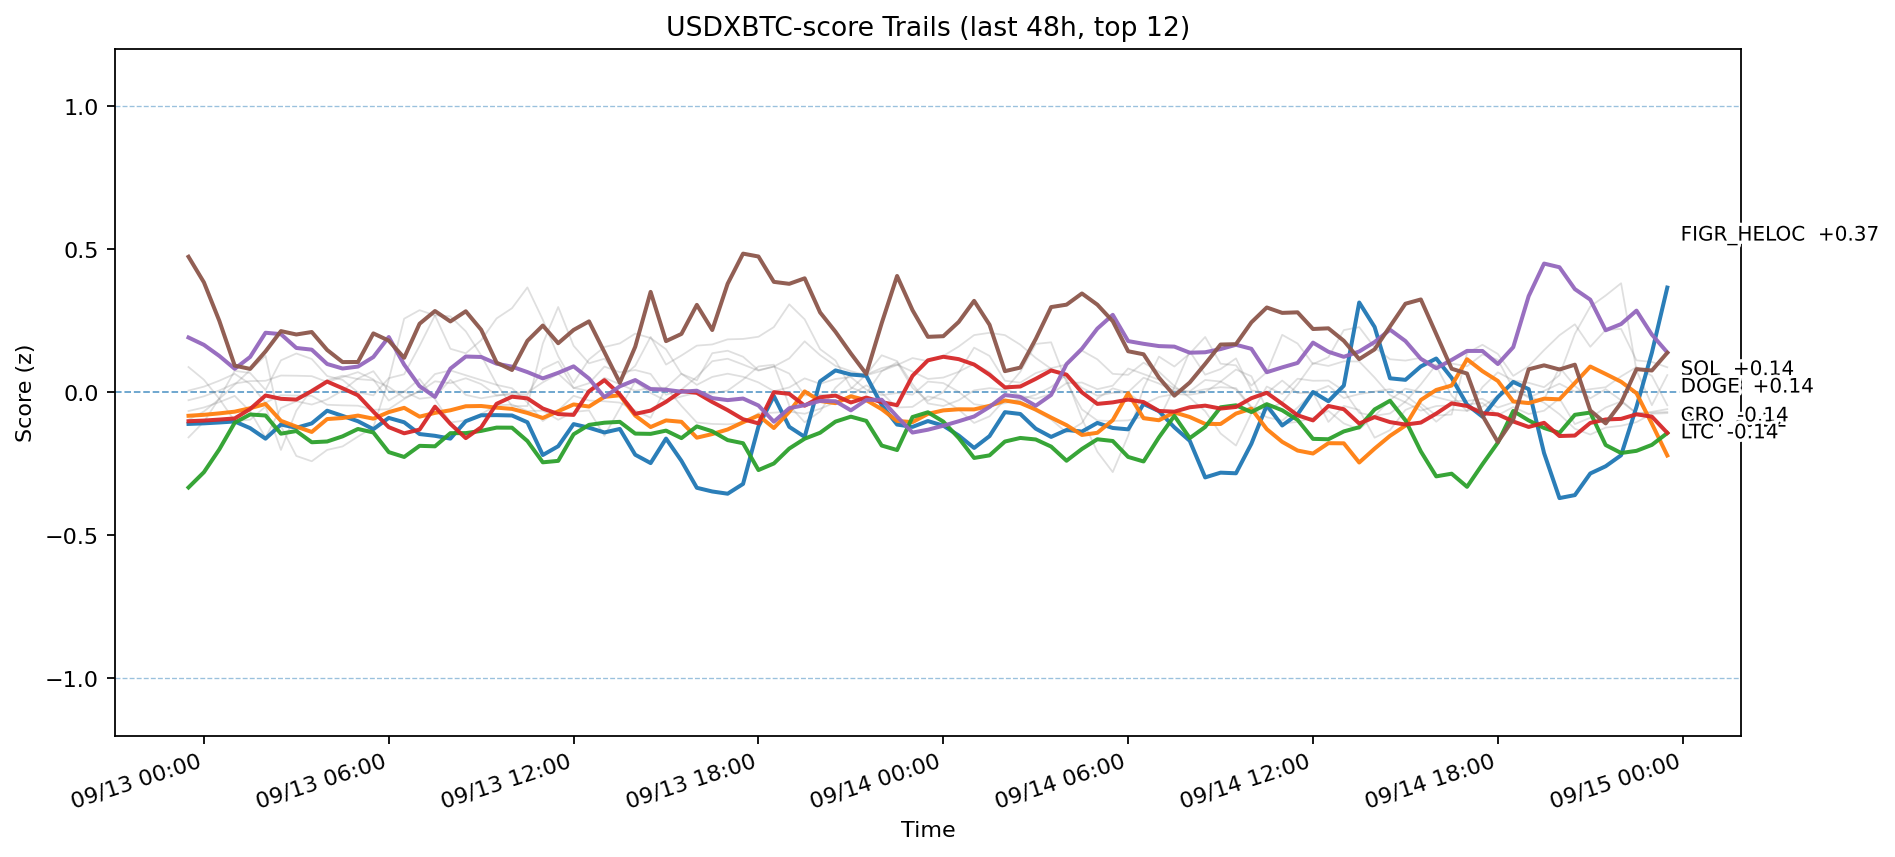 USDXBTC-score Trails (last 48h, top 12)
1.0
0.5
0.0
−0.5
−1.0
Score (z)
FIGR_HELOC +0.37
SOL +0.14
DOGE +0.14
CRO -0.14
LTC -0.14
09/13 00:00
09/13 06:00
09/13 12:00
09/13 18:00
09/14 00:00
09/14 06:00
09/14 12:00
09/14 18:00
09/15 00:00
Time